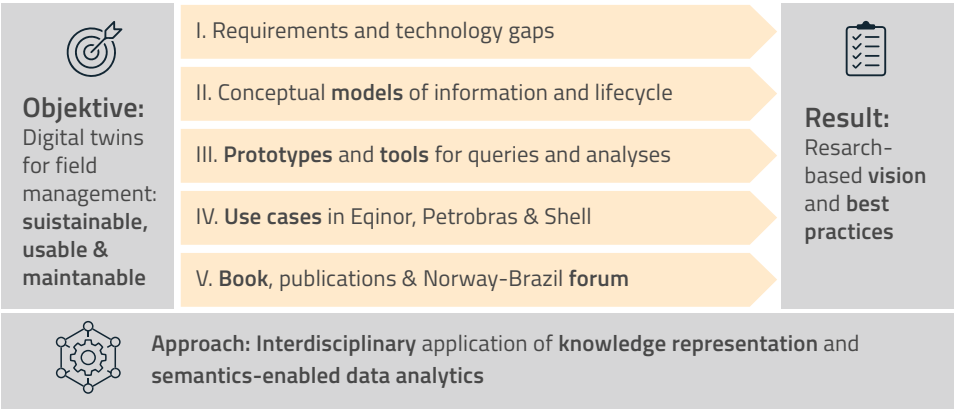 Objektive:
Digital twins
for field
management:
suistainable,
usable &
maintanable
I. Requirements and technology gaps
II. Conceptual models of information and lifecycle
III. Prototypes and tools for queries and analyses
IV. Use cases in Eqinor, Petrobras & Shell
V. Book, publications & Norway-Brazil forum
Result:
Resarch-
based vision
and best
practices
Approach: Interdisciplinary application of knowledge representation and
semantics-enabled data analytics